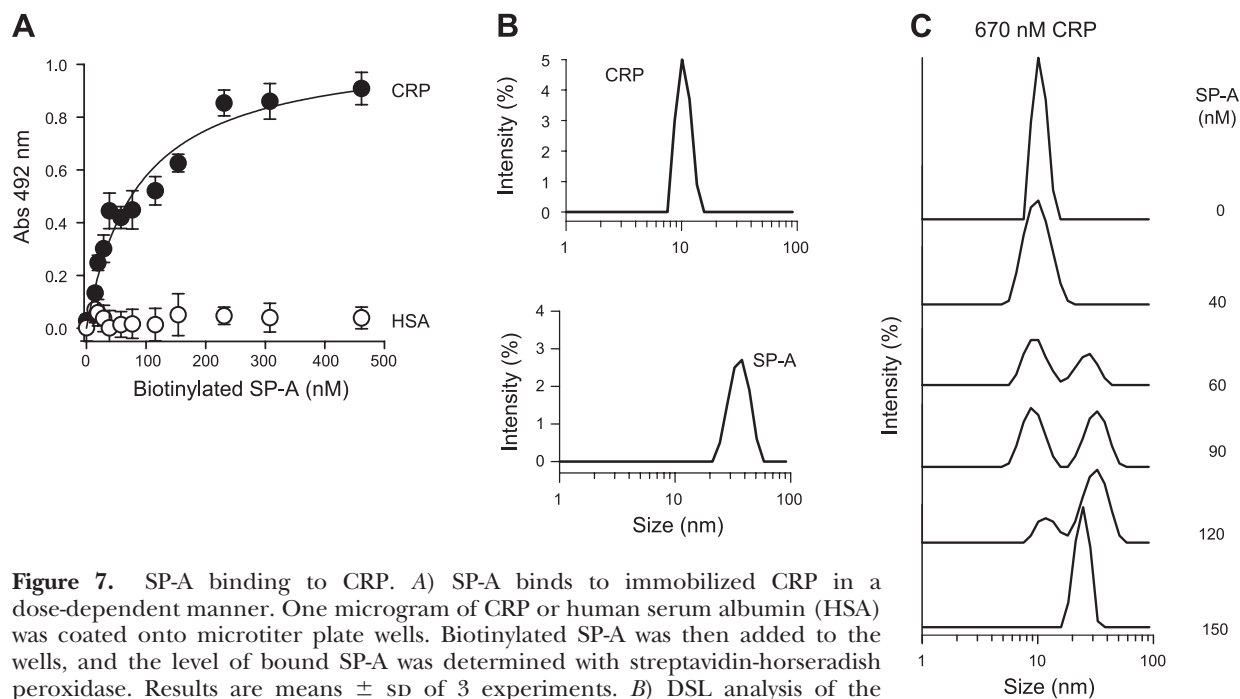 A
1.0
0.8
0.6
0.4
0.2
0.0
Abs 492 nm
CRP
HSA
0 100 200 300 400 500
Biotinylated SP-A (nM)
B
5
4
3
2
1
0
Intensity (%)
CRP
1 10 100
4
3
2
1
0
Intensity (%)
SP-A
1 10 100
Size (nm)
C
670 nM CRP
SP-A
(nM)
0
40
60
90
120
150
Intensity (%)
1 10 100
Size (nm)
Figure 7. SP-A binding to CRP. A) SP-A binds to immobilized CRP in a
dose-dependent manner. One microgram of CRP or human serum albumin (HSA)
was coated onto microtiter plate wells. Biotinylated SP-A was then added to the
wells, and the level of bound SP-A was determined with streptavidin-horseradish
peroxidase. Results are means ± SD of 3 experiments. B) DSL analysis of the